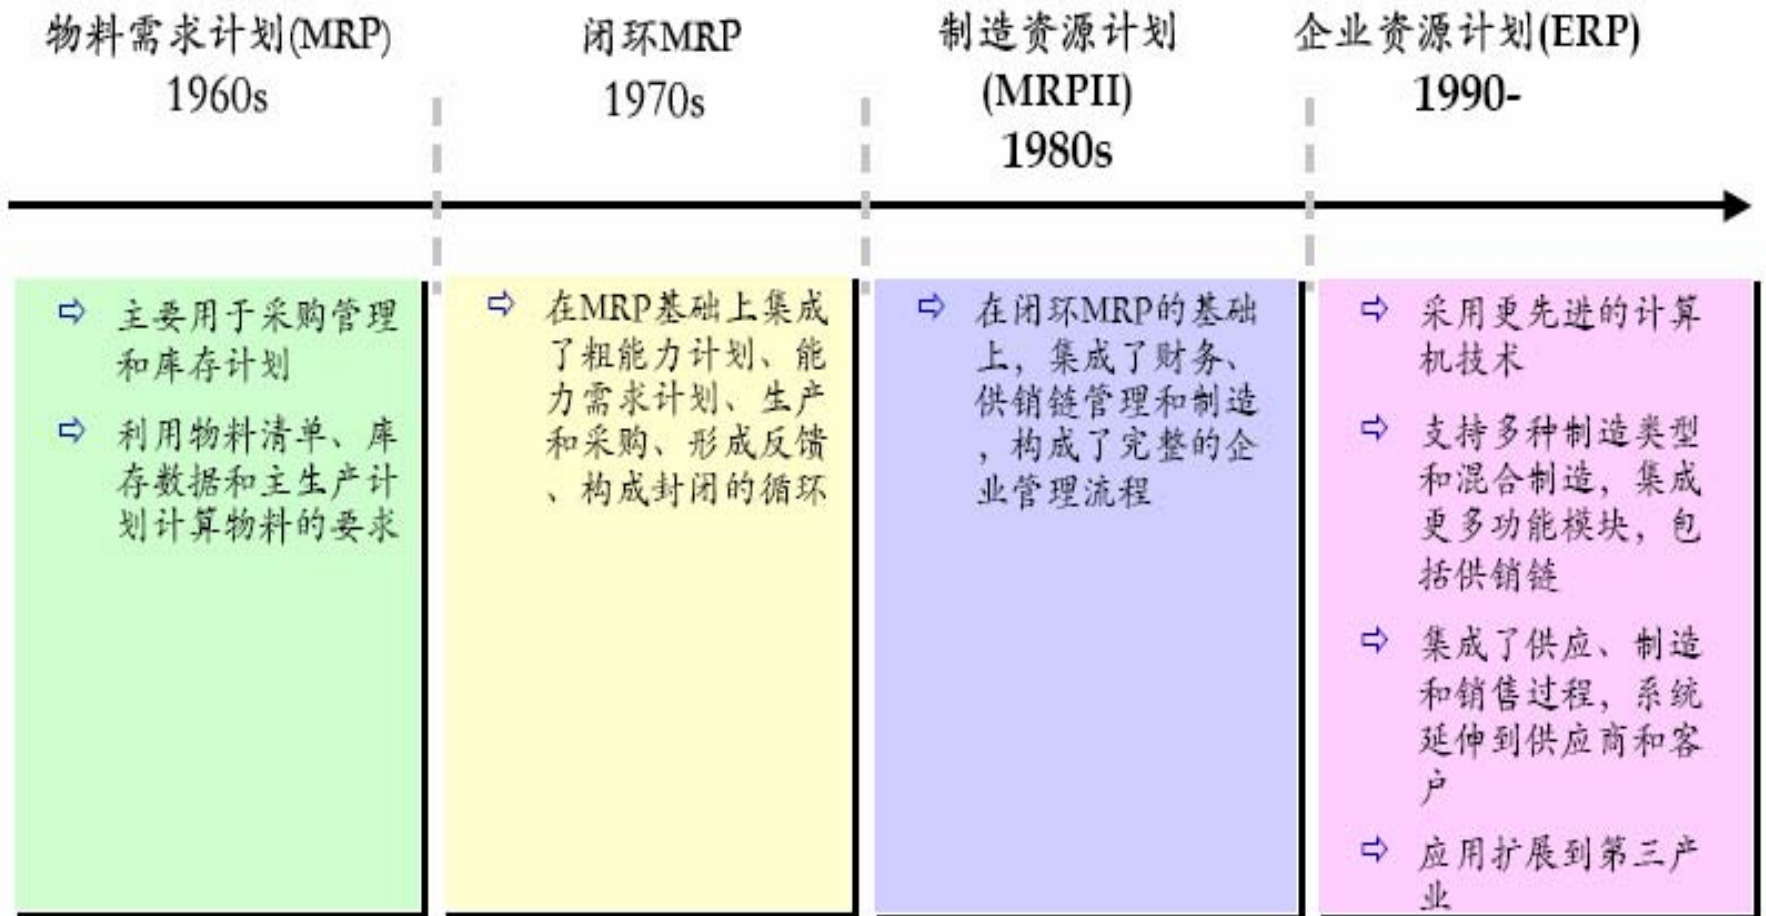 物料需求计划(MRP)
1960s
闭环MRP
1970s
制造资源计划
(MRPII)
1980s
企业资源计划(ERP)
1990-
⇨ 主要用于采购管理
和库存计划
⇨ 利用物料清单、库
存数据和主生产计
划计算物料的要求
⇨ 在MRP基础上集成
了粗能力计划、能
力需求计划、生产
和采购、形成反馈
、构成封闭的循环
⇨ 在闭环MRP的基础
上，集成了财务、
供销链管理和制造
，构成了完整的企
业管理流程
⇨ 采用更先进的计算
机技术
⇨ 支持多种制造类型
和混合制造，集成
更多功能模块，包
括供销链
⇨ 集成了供应、制造
和销售过程，系统
延伸到供应商和客
户
⇨ 应用扩展到第三产
业